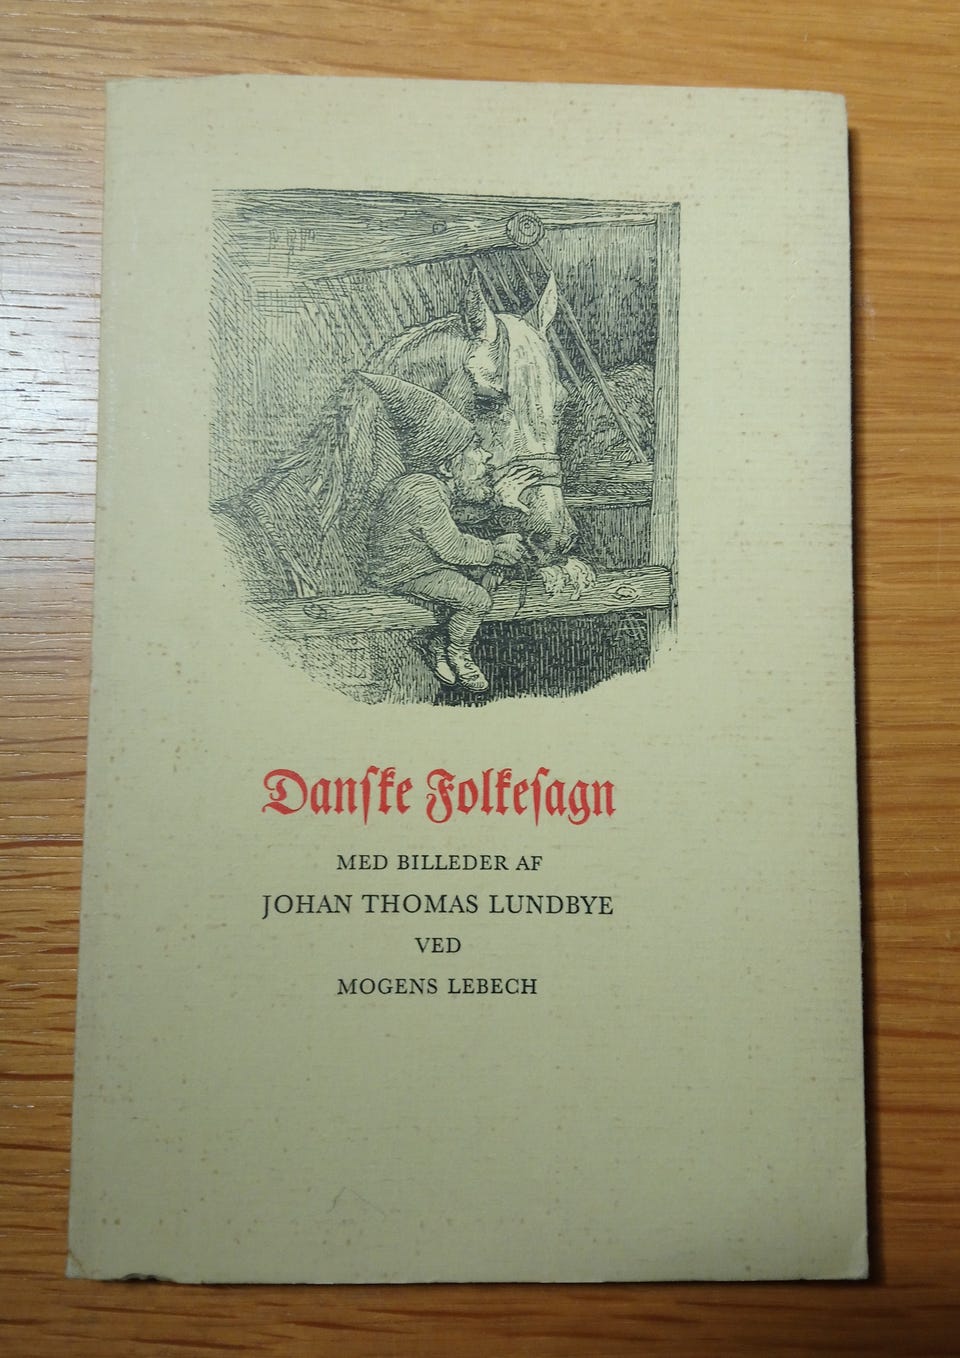 Danſke Folkeſagn
MED BILLEDER AF
JOHAN THOMAS LUNDBYE
VED
MOGENS LEBECH